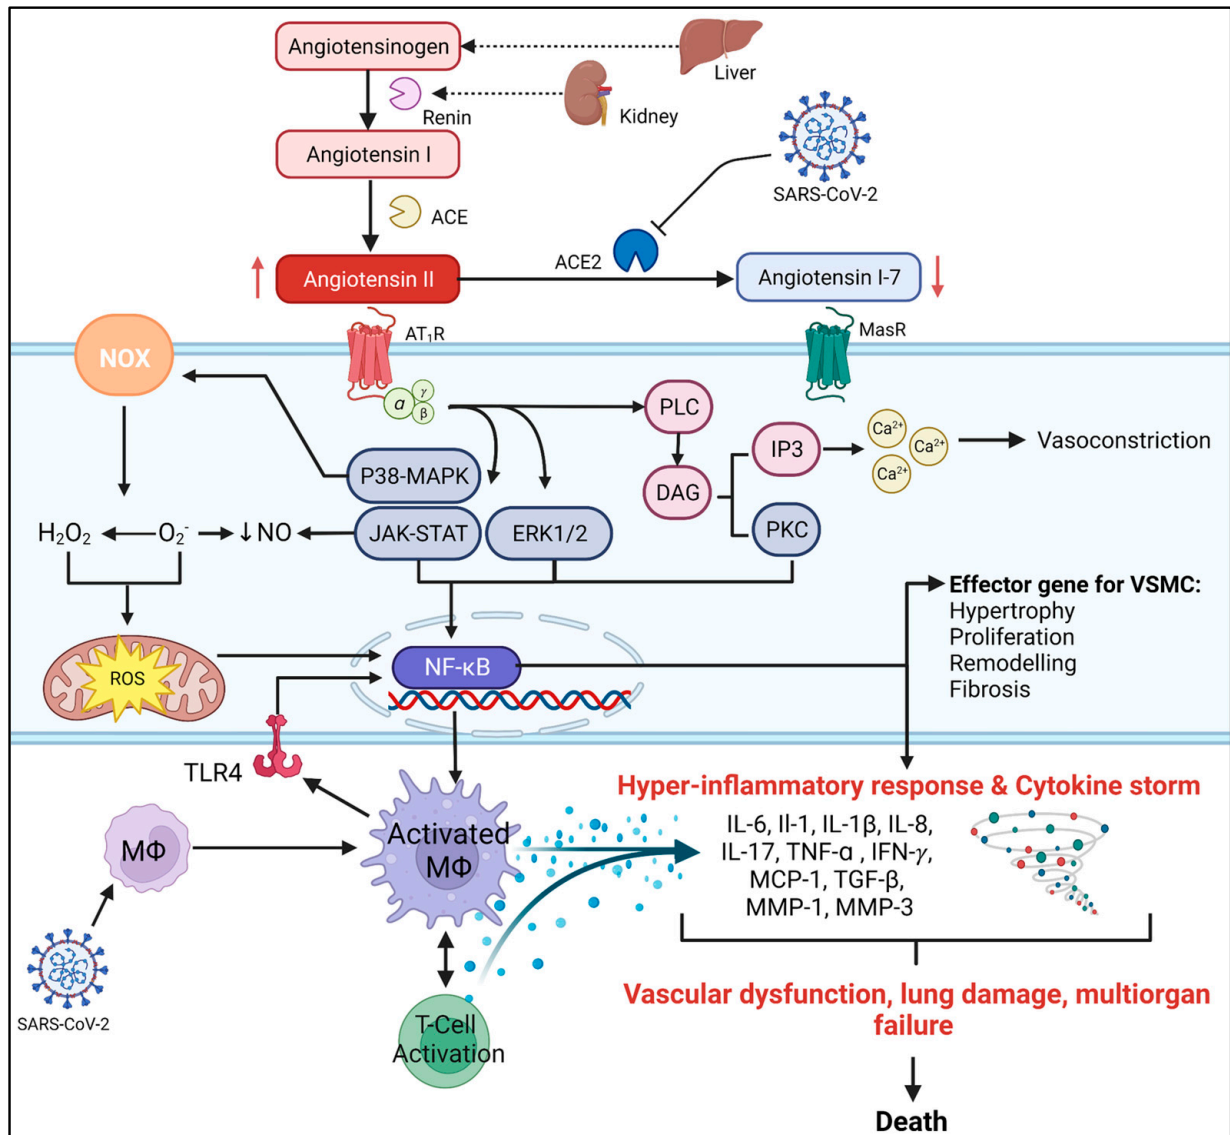 Angiotensinogen
Liver
Renin
Kidney
Angiotensin I
SARS-CoV-2
ACE
ACE2
Angiotensin II
Angiotensin I-7
AT₁R
MasR
NOX
α
γ
β
PLC
P38-MAPK
IP3
Ca²⁺
Ca²⁺
Ca²⁺
Vasoconstriction
DAG
H₂O₂
O₂⁻
↓NO
JAK-STAT
ERK1/2
PKC
Effector gene for VSMC:
Hypertrophy
Proliferation
Remodelling
Fibrosis
ROS
NF-κB
TLR4
Hyper-inflammatory response & Cytokine storm
IL-6, Il-1, IL-1β, IL-8,
IL-17, TNF-α , IFN-γ,
MCP-1, TGF-β,
MMP-1, MMP-3
MΦ
Activated
MΦ
SARS-CoV-2
T-Cell
Activation
Vascular dysfunction, lung damage, multiorgan
failure
Death